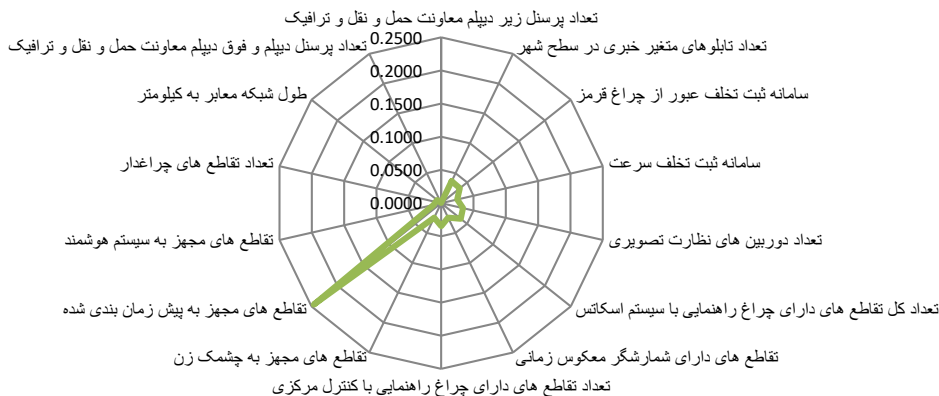 تعداد پرسنل زیر دیپلم معاونت حمل و نقل و ترافیک
تعداد تابلوهای متغیر خبری در سطح شهر
سامانه ثبت تخلف عبور از چراغ قرمز
سامانه ثبت تخلف سرعت
تعداد دوربین های نظارت تصویری
تعداد کل تقاطع های دارای چراغ راهنمایی با سیستم اسکاتس
تقاطع های دارای شمارشگر معکوس زمانی
تعداد تقاطع های دارای چراغ راهنمایی با کنترل مرکزی
تقاطع های مجهز به چشمک زن
تقاطع های مجهز به پیش زمان بندی شده
تقاطع های مجهز به سیستم هوشمند
تعداد تقاطع های چراغدار
طول شبکه معابر به کیلومتر
تعداد پرسنل دیپلم و فوق دیپلم معاونت حمل و نقل و ترافیک
0.2500
0.2000
0.1500
0.1000
0.0500
0.0000